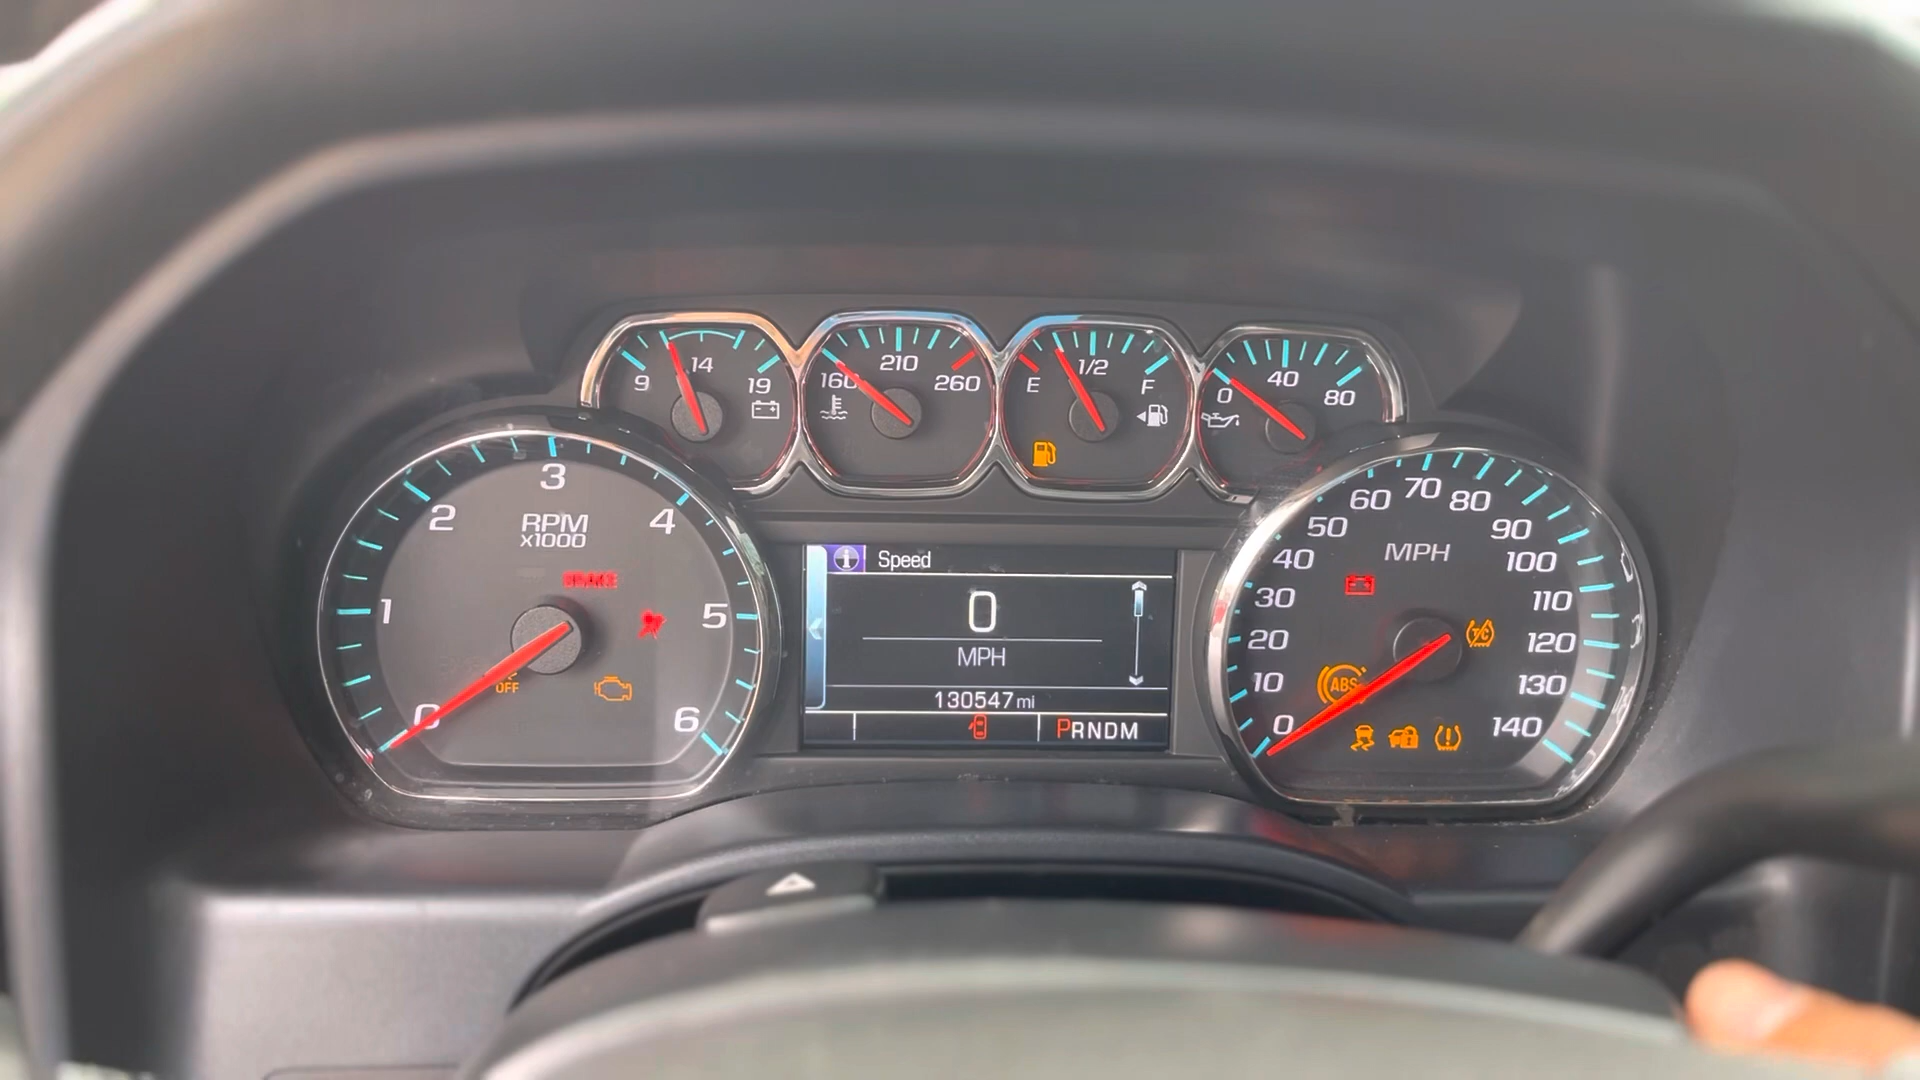 9 14 19
160 210 260
E 1/2 F
0 40 80
0 1 2 3 4 5 6
RPM
x1000
BRAKE
OFF
Speed
0
MPH
130547 mi
PRNDM
0 10 20 30 40 50 60 70 80 90 100 110 120 130 140
MPH
T/C
ABS